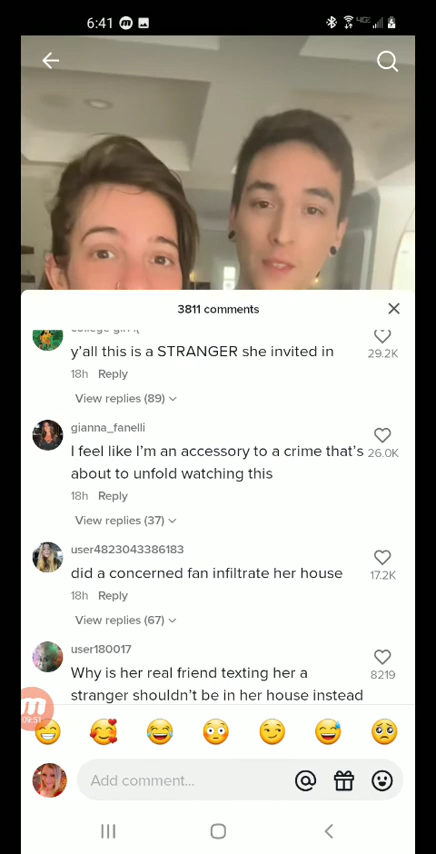 6:41
3811 comments
y'all this is a STRANGER she invited in
29.2K
18h Reply
View replies (89)
gianna_fanelli
I feel like I'm an accessory to a crime that's
26.0K
about to unfold watching this
18h Reply
View replies (37)
user4823043386183
did a concerned fan infiltrate her house
17.2K
18h Reply
View replies (67)
user180017
Why is her real friend texting her a
8219
stranger shouldn't be in her house instead
09:51
Add comment...